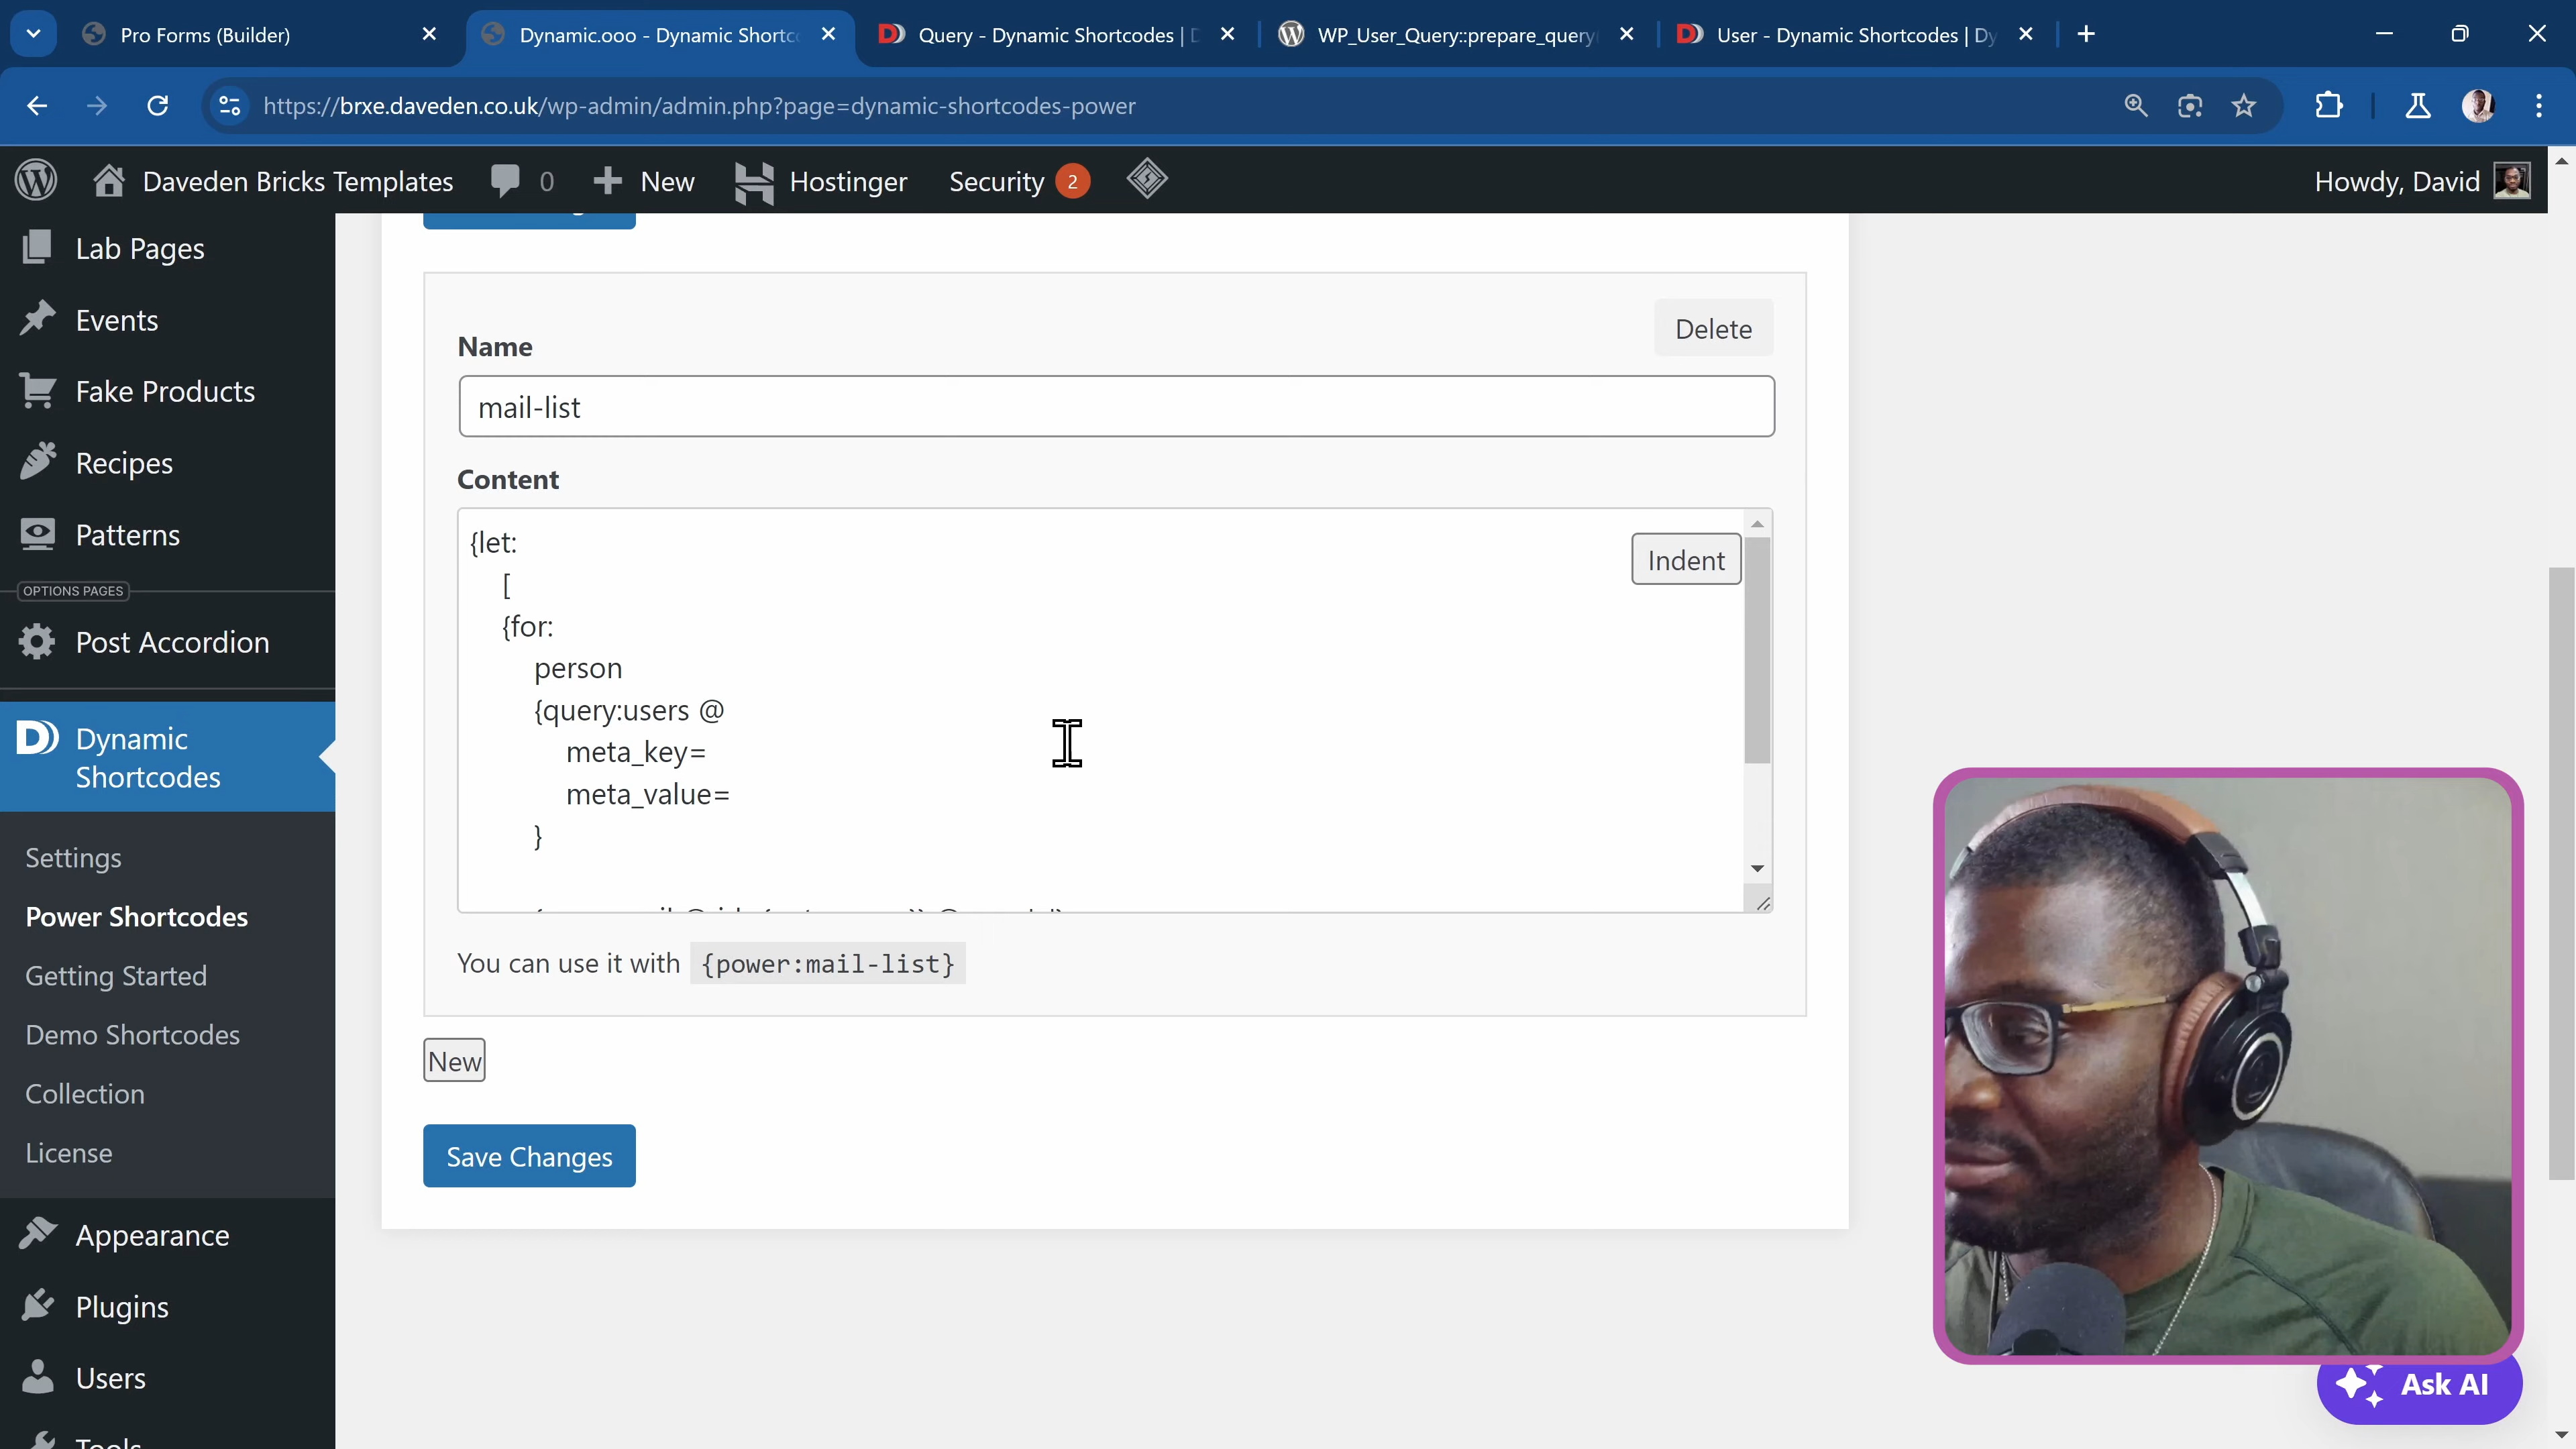 Pro Forms (Builder)
Dynamic.ooo - Dynamic Shortc
Query - Dynamic Shortcodes | D
WP_User_Query::prepare_query
User - Dynamic Shortcodes | Dy
https://brxe.daveden.co.uk/wp-admin/admin.php?page=dynamic-shortcodes-power
Daveden Bricks Templates
0
New
Hostinger
Security 2
Howdy, David
Lab Pages
Events
Fake Products
Recipes
Patterns
OPTIONS PAGES
Post Accordion
Dynamic
Shortcodes
Settings
Power Shortcodes
Getting Started
Demo Shortcodes
Collection
License
Appearance
Plugins
Users
Tools
Delete
Name
mail-list
Content
Indent
{let:
[
{for:
person
{query:users @
meta_key=
meta_value=
}
You can use it with {power:mail-list}
New
Save Changes
Ask AI